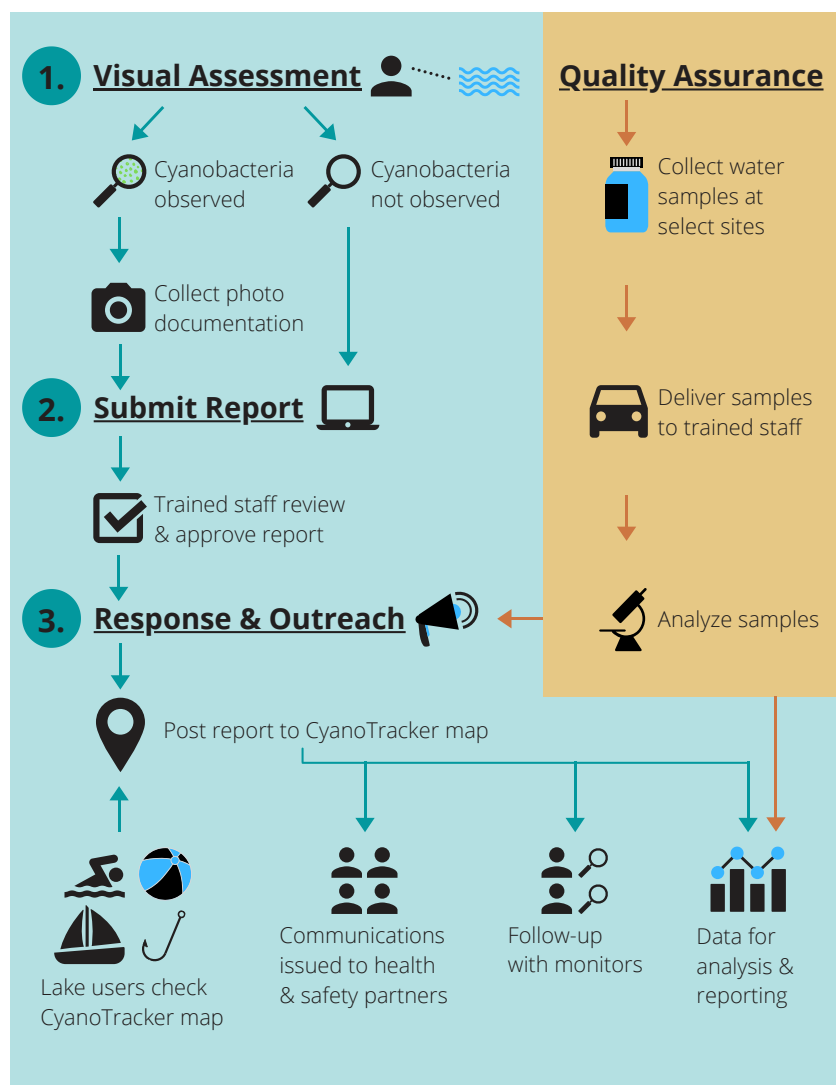 1. Visual Assessment
Cyanobacteria
observed
Cyanobacteria
not observed
Collect photo
documentation
2. Submit Report
Trained staff review
& approve report
3. Response & Outreach
Post report to CyanoTracker map
Lake users check
CyanoTracker map
Communications
issued to health
& safety partners
Follow-up
with monitors
Data for
analysis &
reporting
Quality Assurance
Collect water
samples at
select sites
Deliver samples
to trained staff
Analyze samples